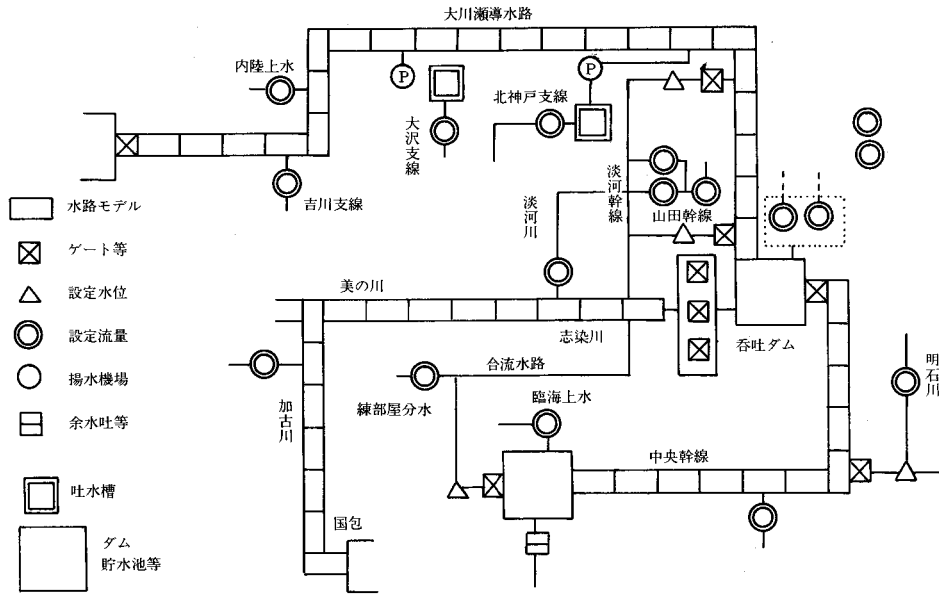 大川瀬導水路
内陸上水
P
P
北神戸支線
大沢支線
吉川支線
淡河川
淡河幹線
山田幹線
水路モデル
ゲート等
設定水位
設定流量
揚水機場
余水吐等
吐水槽
ダム
貯水池等
美の川
志染川
呑吐ダム
合流水路
練部屋分水
臨海上水
明石川
加古川
中央幹線
国包